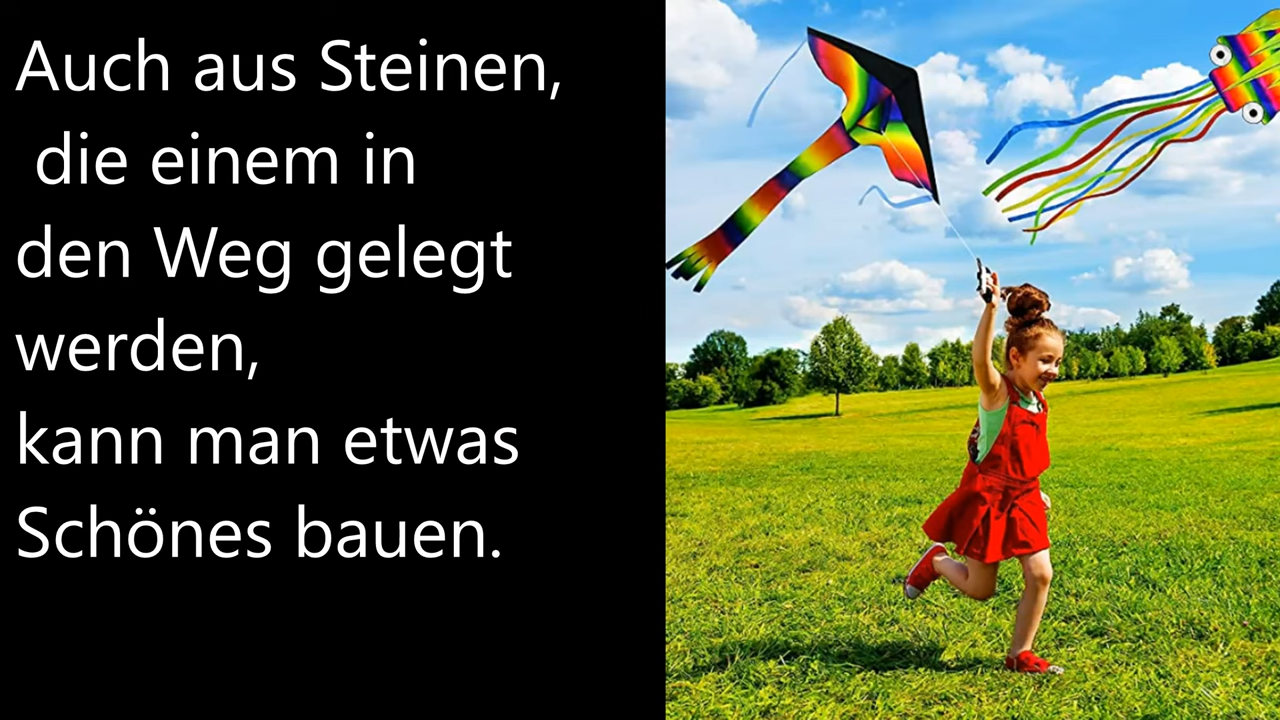 Auch aus Steinen,
die einem in
den Weg gelegt
werden,
kann man etwas
Schönes bauen.